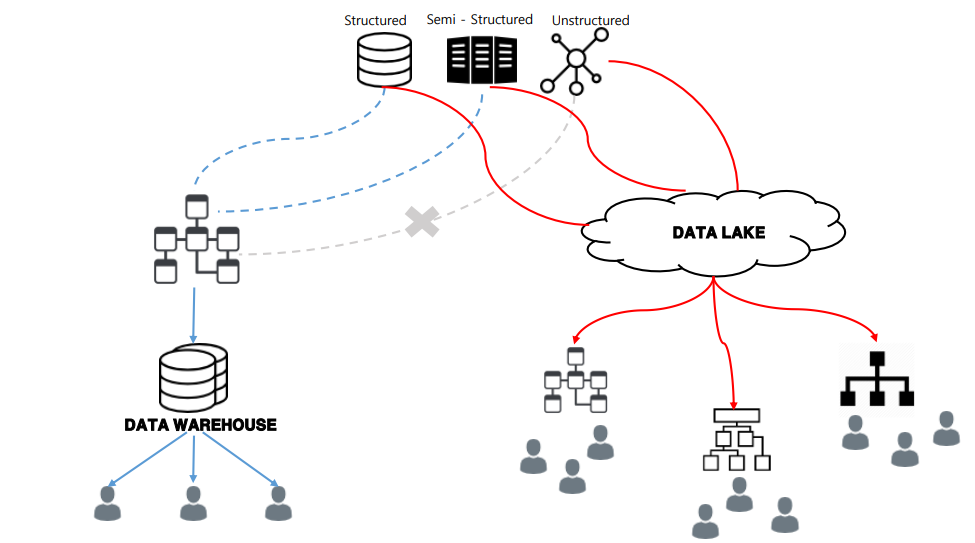 Structured
Semi - Structured
Unstructured
DATA LAKE
DATA WAREHOUSE